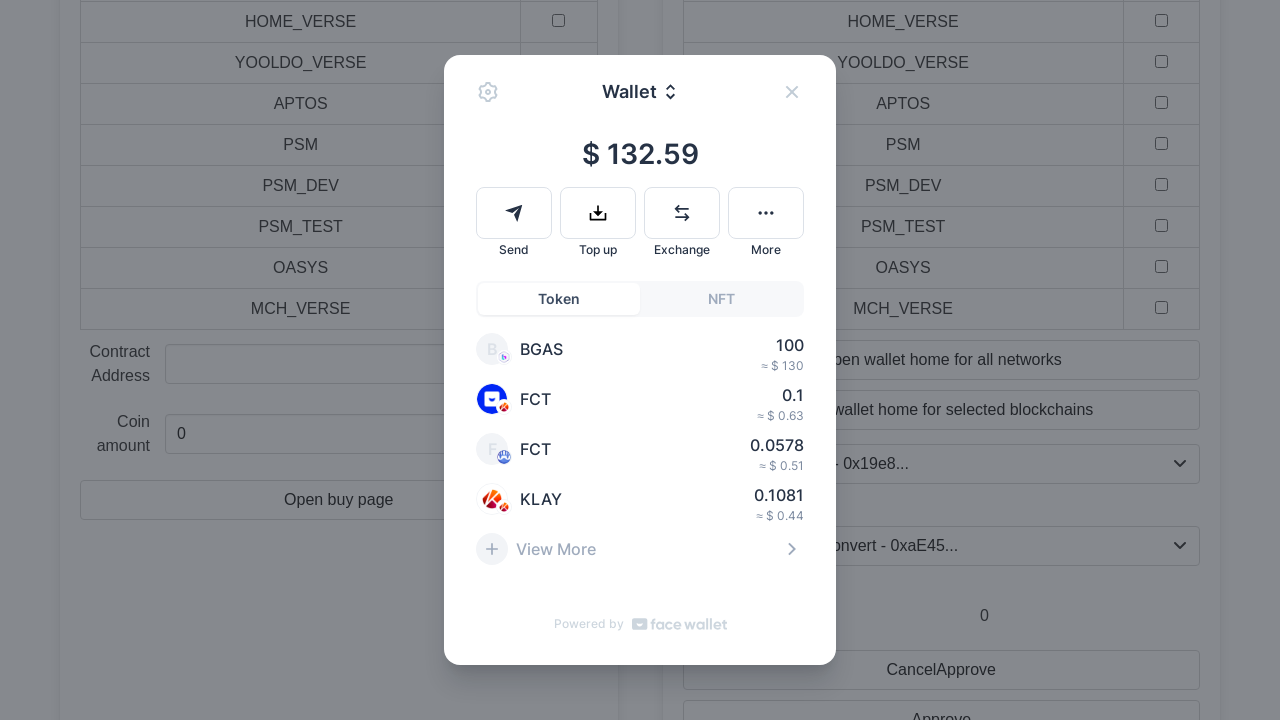 HOME_VERSE
YOOLDO_VERSE
APTOS
PSM
PSM_DEV
PSM_TEST
OASYS
MCH_VERSE
Contract
Address
Coin
amount
0
Open buy page
Wallet
$ 132.59
Send
Top up
Exchange
More
Token
NFT
B
BGAS
100
≈ $ 130
FCT
0.1
≈ $ 0.63
F
FCT
0.0578
≈ $ 0.51
KLAY
0.1081
≈ $ 0.44
View More
Powered by face wallet
HOME_VERSE
YOOLDO_VERSE
APTOS
PSM
PSM_DEV
PSM_TEST
OASYS
MCH_VERSE
wallet home for all networks
wallet home for selected blockchains
- 0x19e8...
- 0xaE45...
0
CancelApprove
Approve